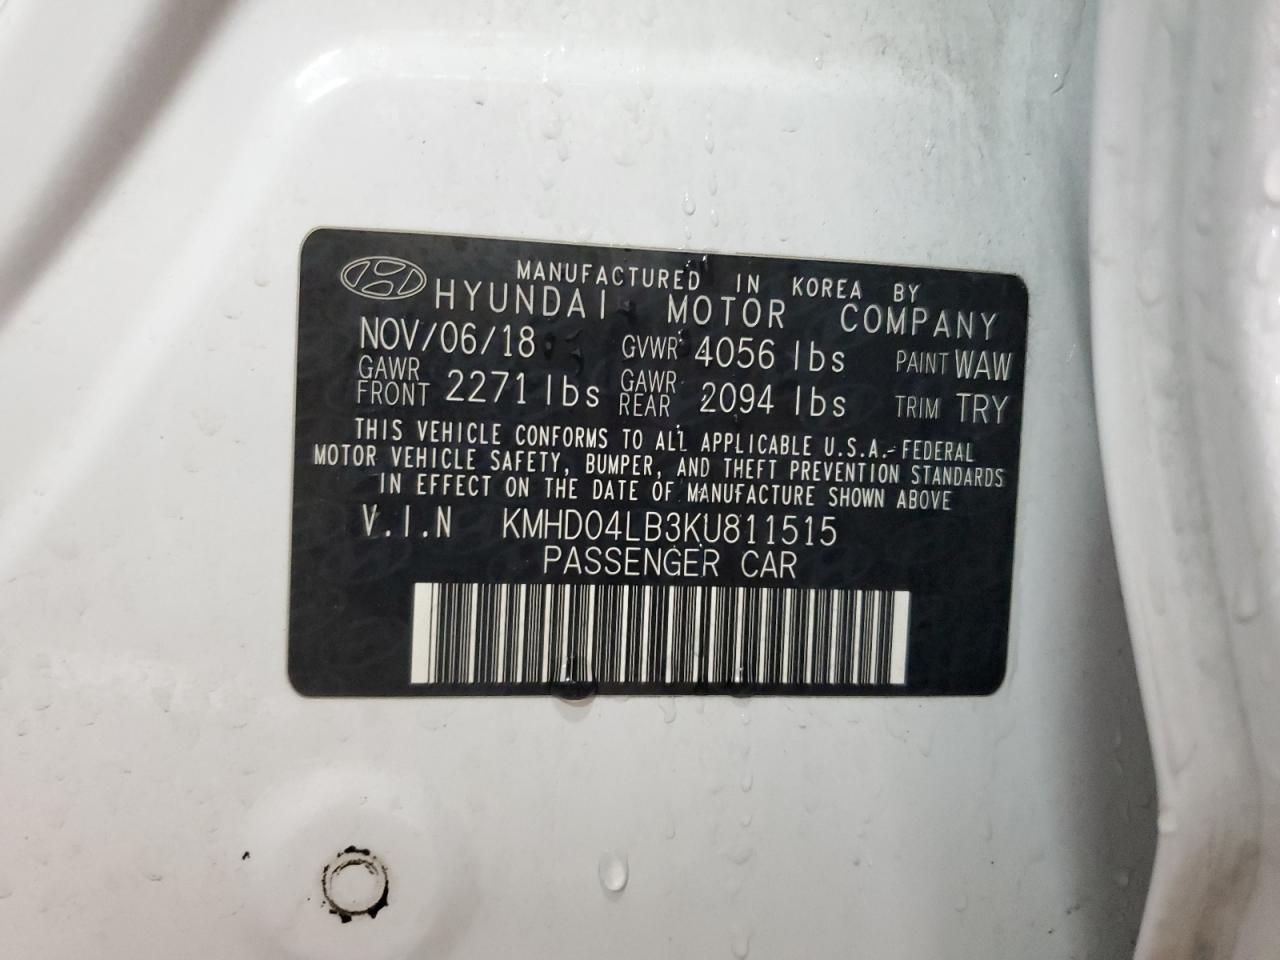 MANUFACTURED IN KOREA BY
HYUNDAI MOTOR COMPANY
NOV/06/18 GVWR 4056 lbs PAINT WAW
GAWR FRONT 2271 lbs GAWR REAR 2094 lbs TRIM TRY
THIS VEHICLE CONFORMS TO ALL APPLICABLE U.S.A. FEDERAL
MOTOR VEHICLE SAFETY, BUMPER, AND THEFT PREVENTION STANDARDS
IN EFFECT ON THE DATE OF MANUFACTURE SHOWN ABOVE
V.I.N KMHD04LB3KU811515
PASSENGER CAR